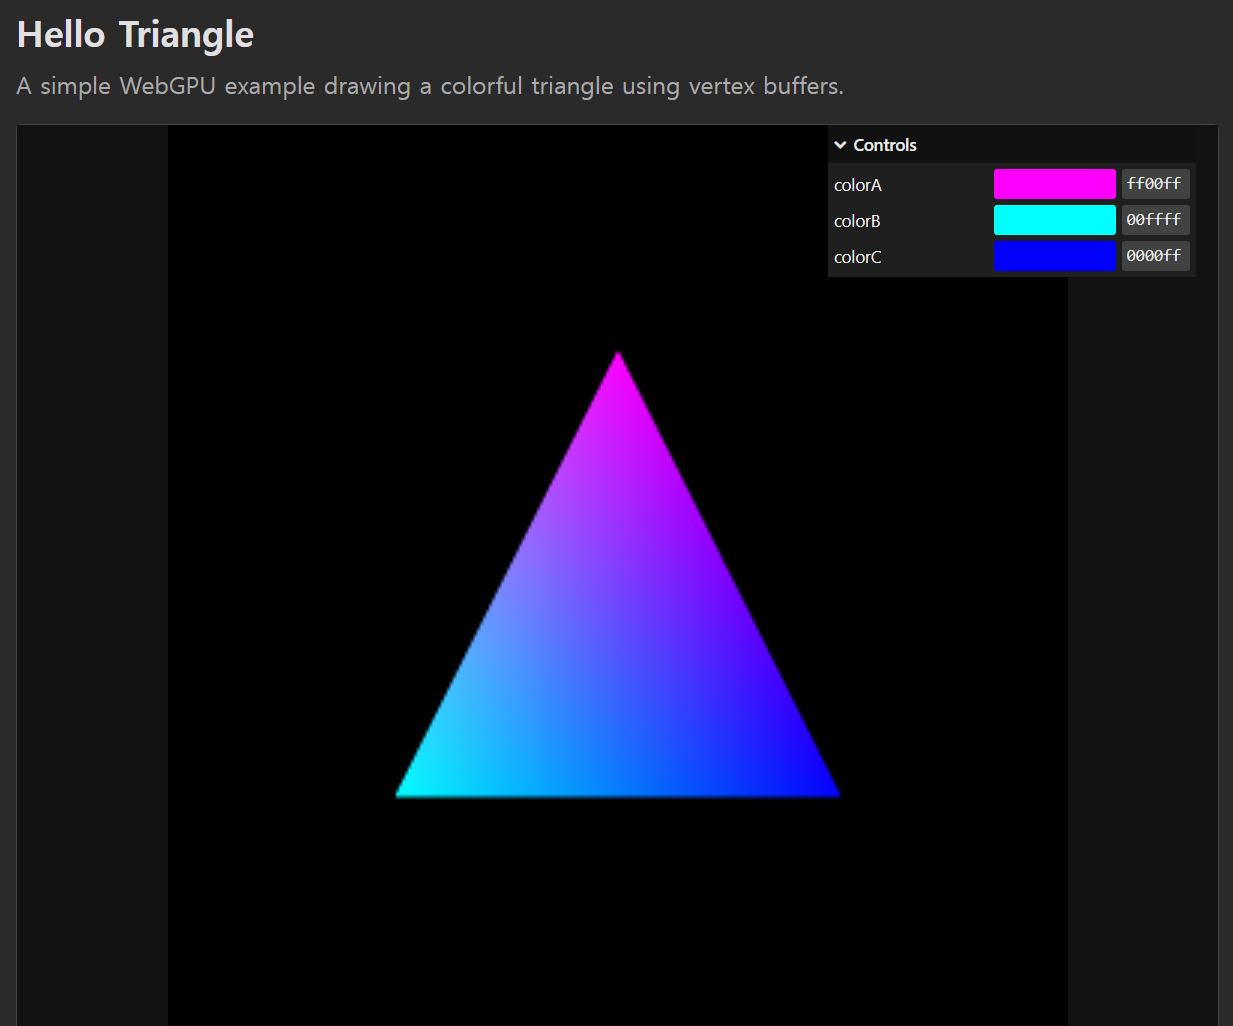 Hello Triangle
A simple WebGPU example drawing a colorful triangle using vertex buffers.
Controls
colorA ff00ff
colorB 00ffff
colorC 0000ff